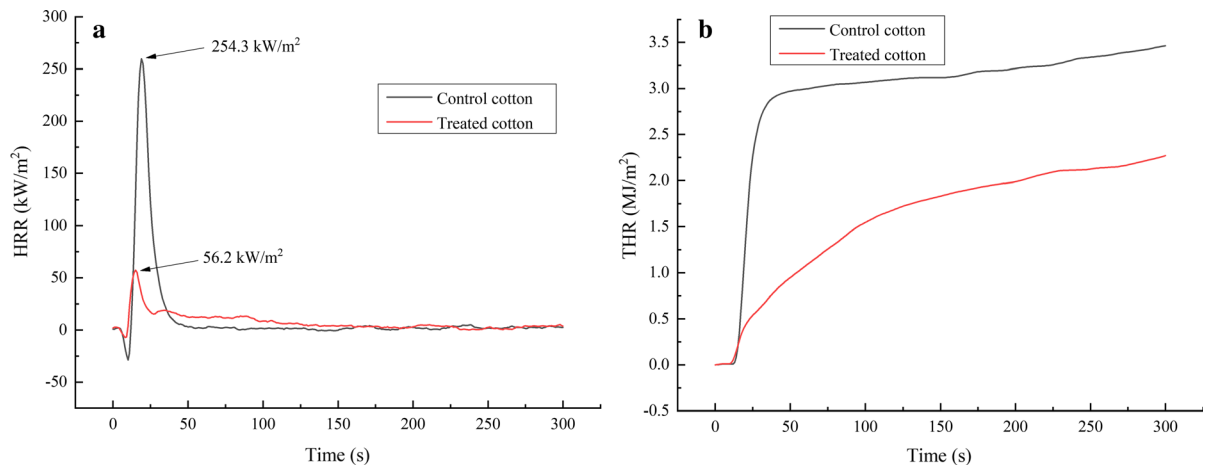 a
254.3 kW/m²
56.2 kW/m²
Control cotton
Treated cotton
HRR (kW/m²)
300
250
200
150
100
50
0
-50
0 50 100 150 200 250 300
Time (s)
b
Control cotton
Treated cotton
THR (MJ/m²)
3.5
3.0
2.5
2.0
1.5
1.0
0.5
0.0
-0.5
0 50 100 150 200 250 300
Time (s)